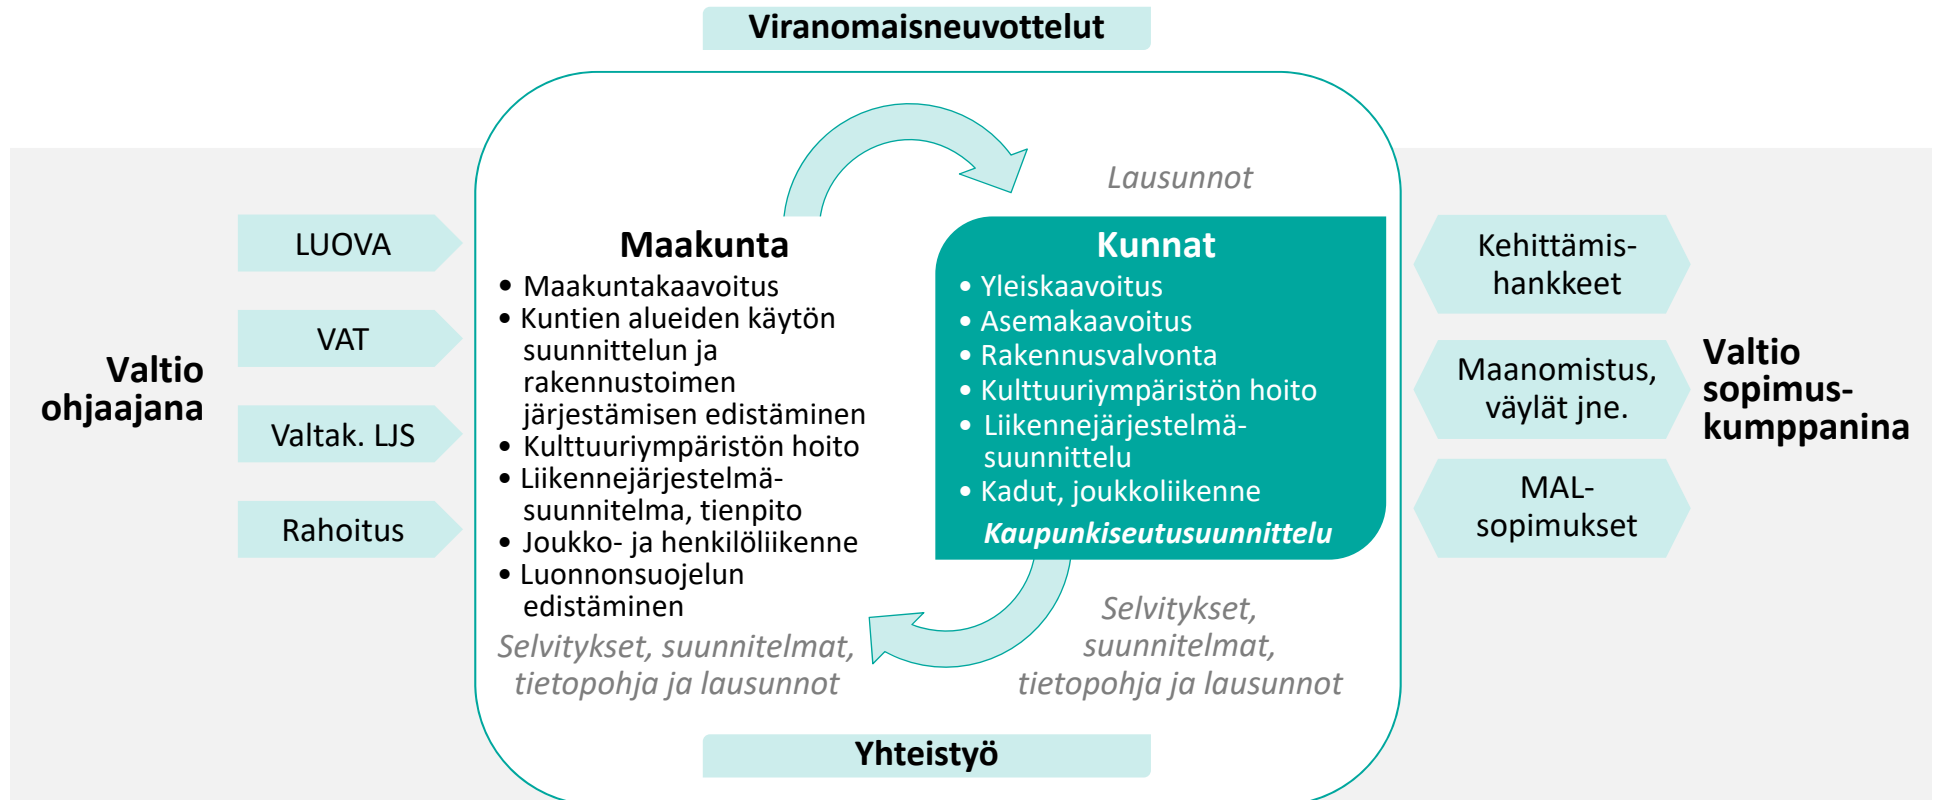 Viranomaisneuvottelut
Valtio
ohjaajana
LUOVA
VAT
Valtak. LJS
Rahoitus
Maakunta
• Maakuntakaavoitus
• Kuntien alueiden käytön
suunnittelun ja
rakennustoimen
järjestämisen edistäminen
• Kulttuuriympäristön hoito
• Liikennejärjestelmä-
suunnitelma, tienpito
• Joukko- ja henkilöliikenne
• Luonnonsuojelun
edistäminen
Selvitykset, suunnitelmat,
tietopohja ja lausunnot
Lausunnot
Kunnat
• Yleiskaavoitus
• Asemakaavoitus
• Rakennusvalvonta
• Kulttuuriympäristön hoito
• Liikennejärjestelmä-
suunnittelu
• Kadut, joukkoliikenne
Kaupunkiseutusuunnittelu
Selvitykset,
suunnitelmat,
tietopohja ja lausunnot
Kehittämis-
hankkeet
Maanomistus,
väylät jne.
MAL-
sopimukset
Valtio
sopimus-
kumppanina
Yhteistyö